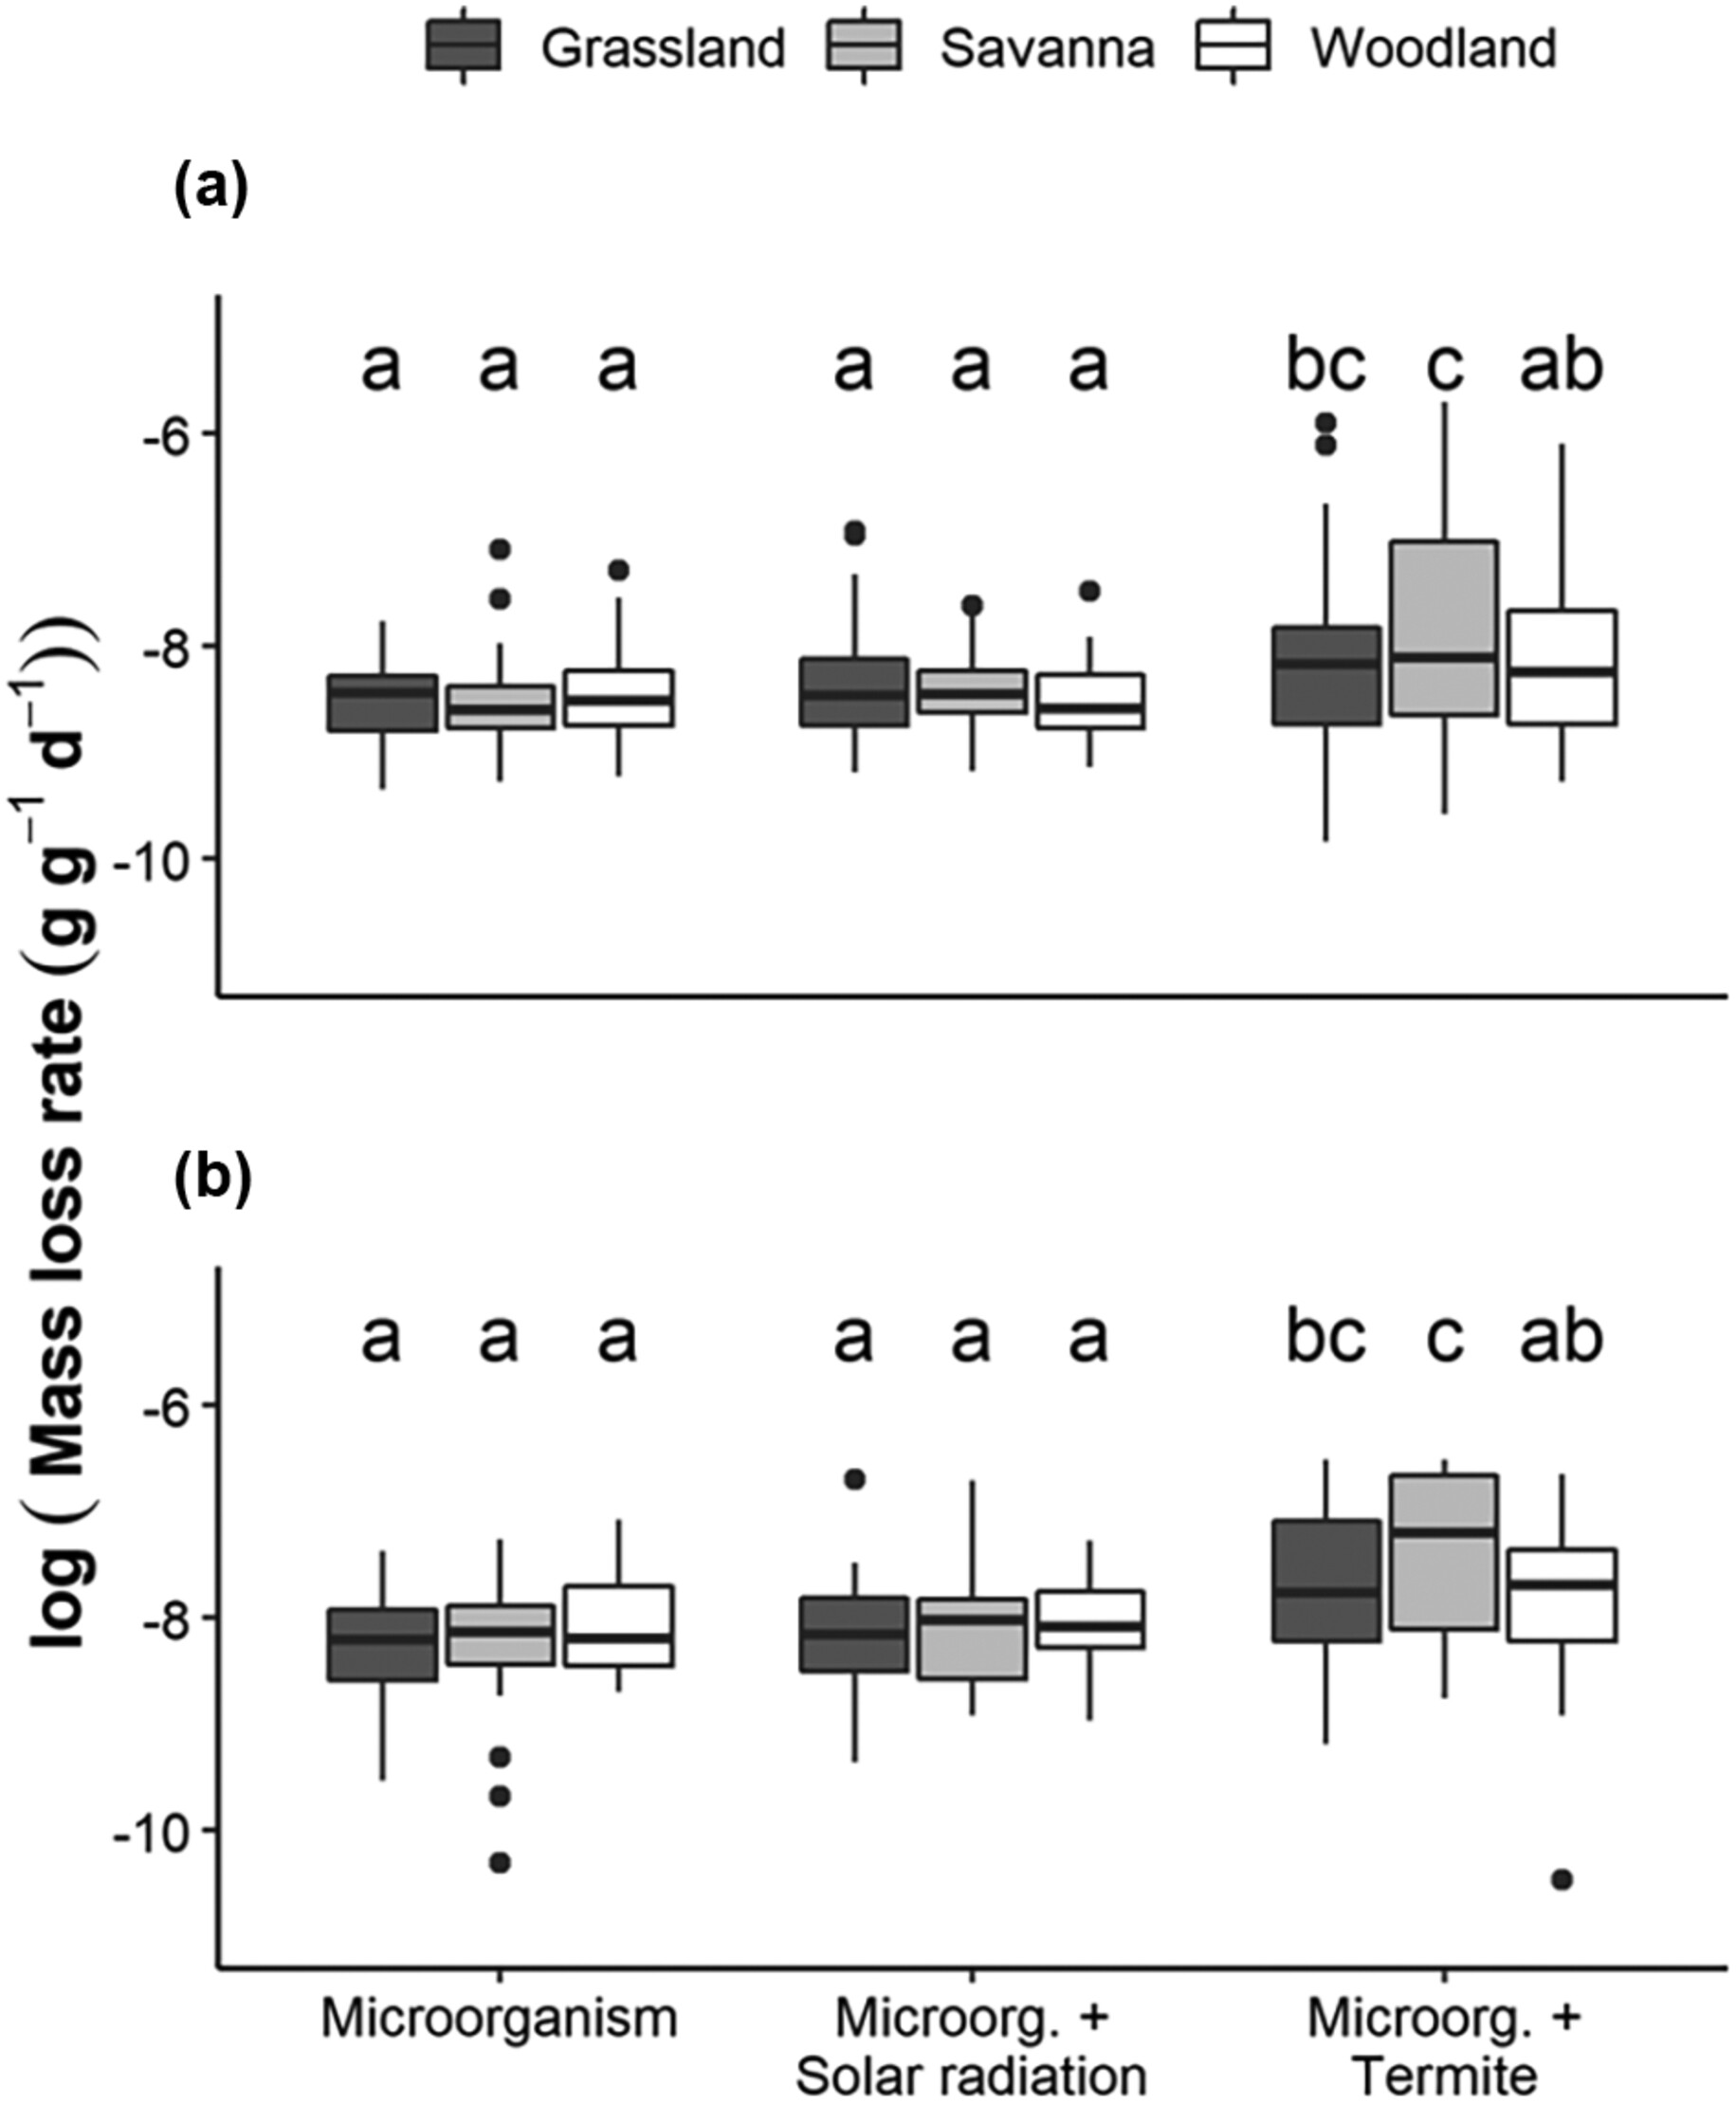 Grassland Savanna Woodland
(a)
a a a a a a bc c ab
-6
-8
-10
log ( Mass loss rate (g g⁻¹ d⁻¹))
(b)
a a a a a a bc c ab
-6
-8
-10
Microorganism Microorg. + Microorg. +
Solar radiation Termite